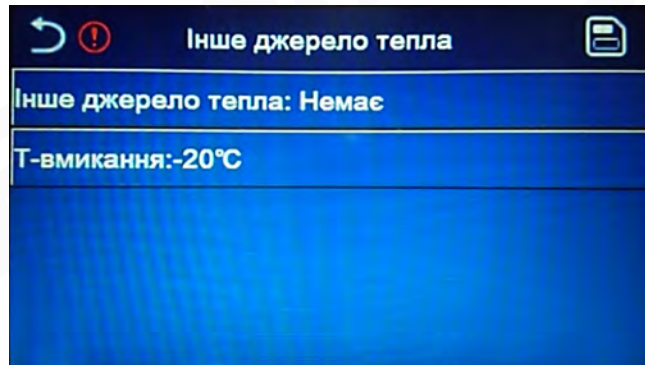 Інше джерело тепла
Інше джерело тепла: Немає
Т-вмикання:-20℃